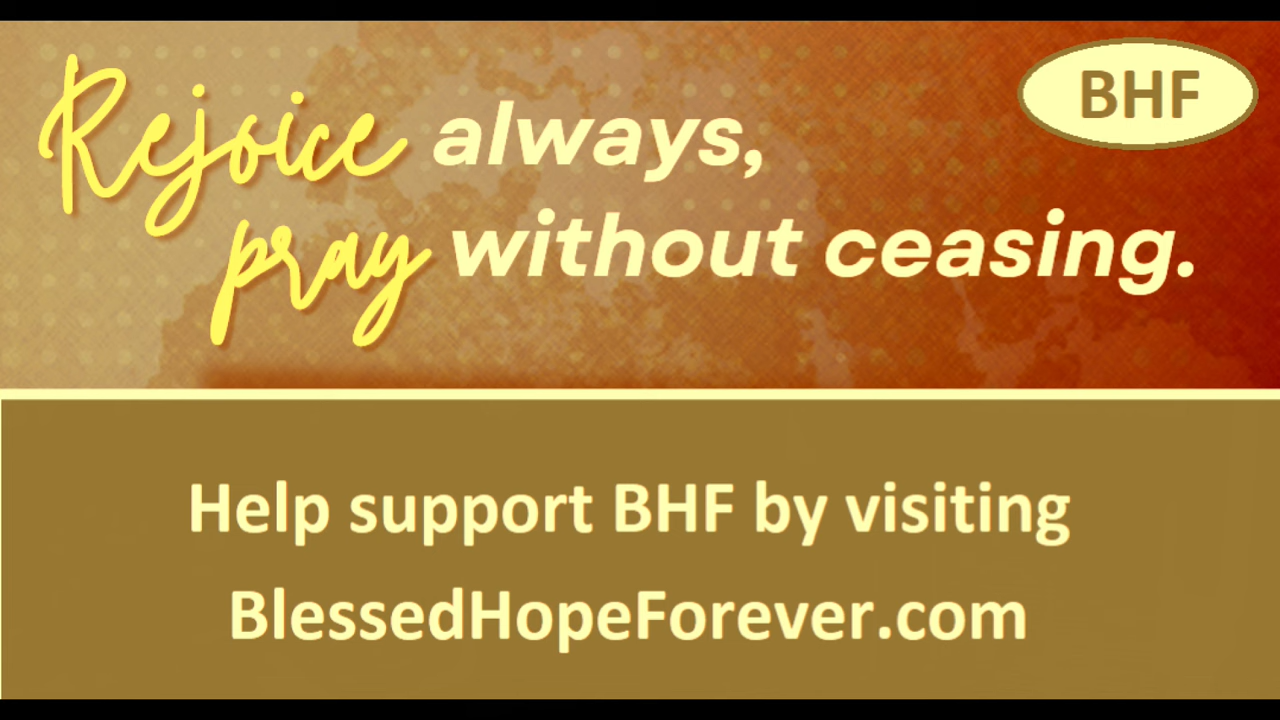 BHF
Rejoice always,
pray without ceasing.
Help support BHF by visiting
BlessedHopeForever.com